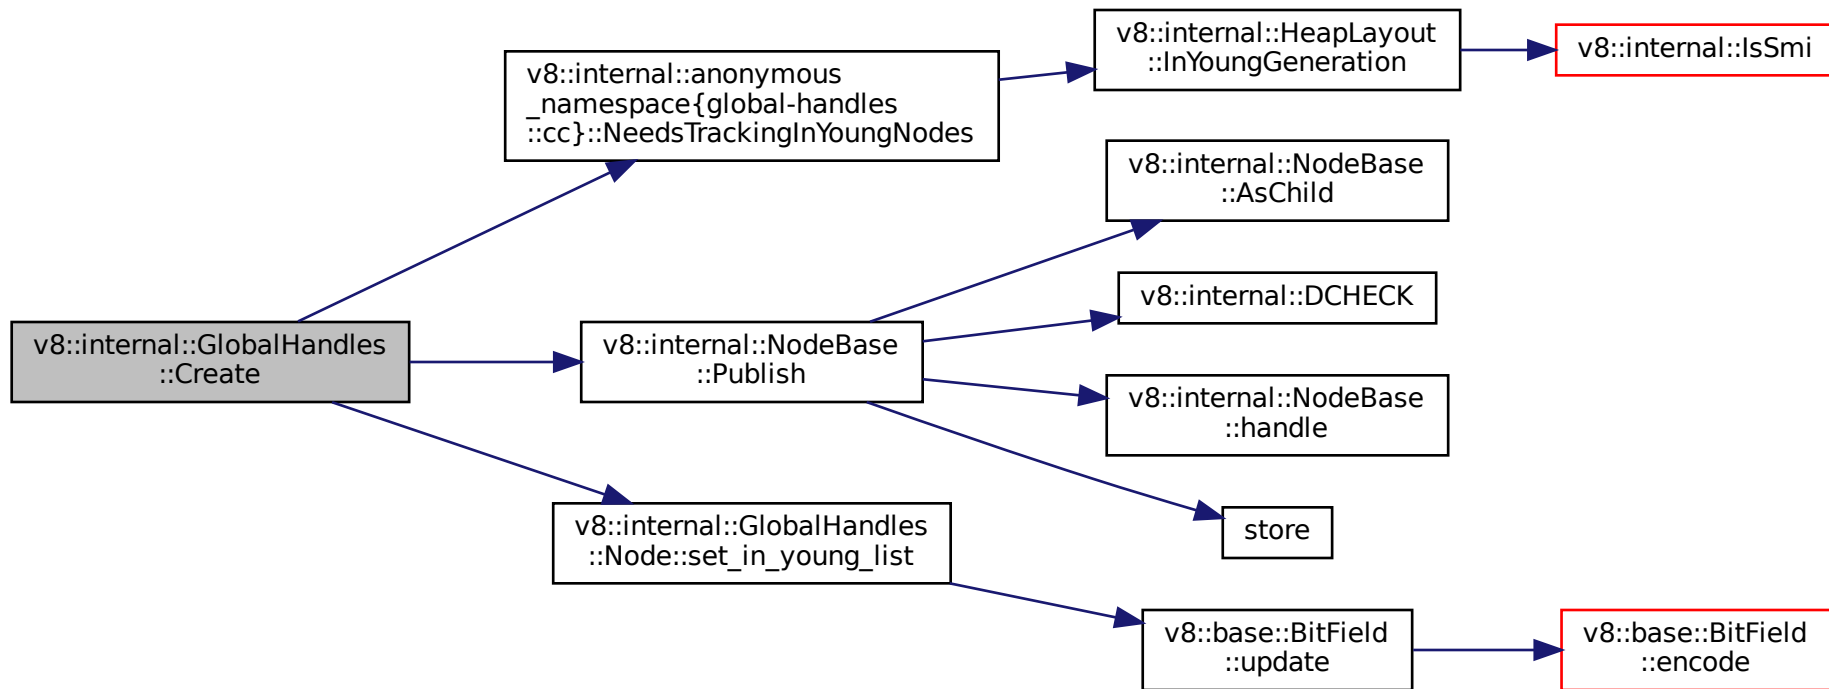 v8::internal::GlobalHandles
::Create
v8::internal::anonymous
_namespace{global-handles
::cc}::NeedsTrackingInYoungNodes
v8::internal::HeapLayout
::InYoungGeneration
v8::internal::IsSmi
v8::internal::NodeBase
::Publish
v8::internal::NodeBase
::AsChild
v8::internal::DCHECK
v8::internal::NodeBase
::handle
store
v8::internal::GlobalHandles
::Node::set_in_young_list
v8::base::BitField
::update
v8::base::BitField
::encode